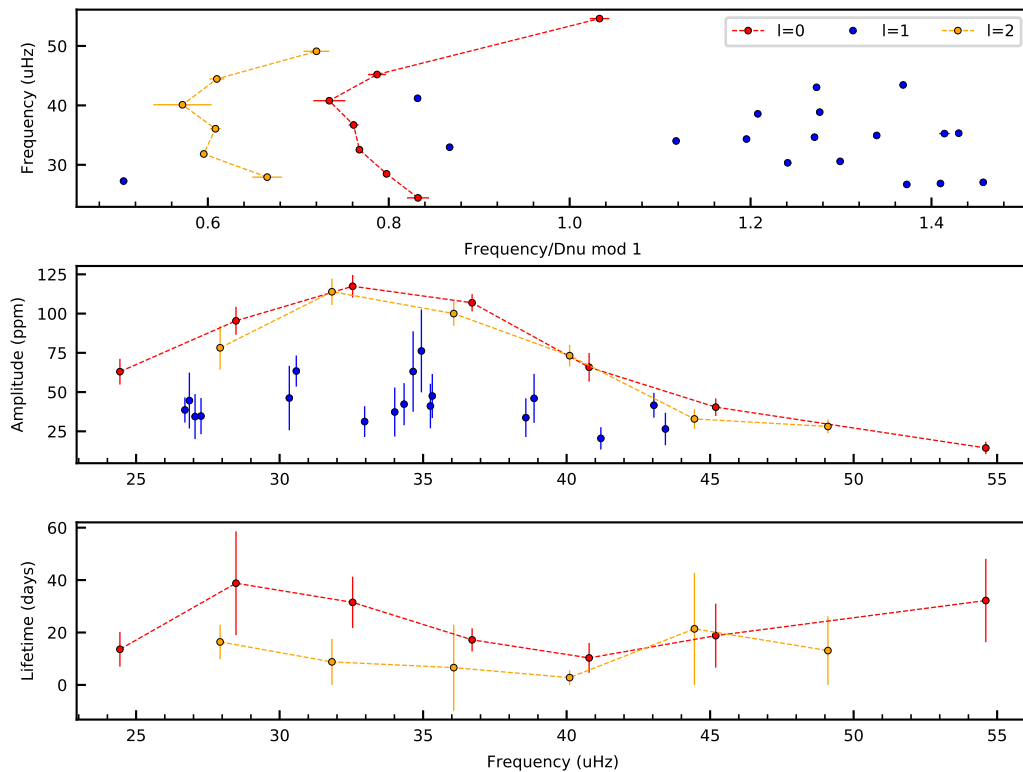 l=0 l=1 l=2
50
40
30
Frequency (uHz)
0.6 0.8 1.0 1.2 1.4
Frequency/Dnu mod 1
125
100
75
50
25
Amplitude (ppm)
25 30 35 40 45 50 55
60
40
20
0
Lifetime (days)
25 30 35 40 45 50 55
Frequency (uHz)